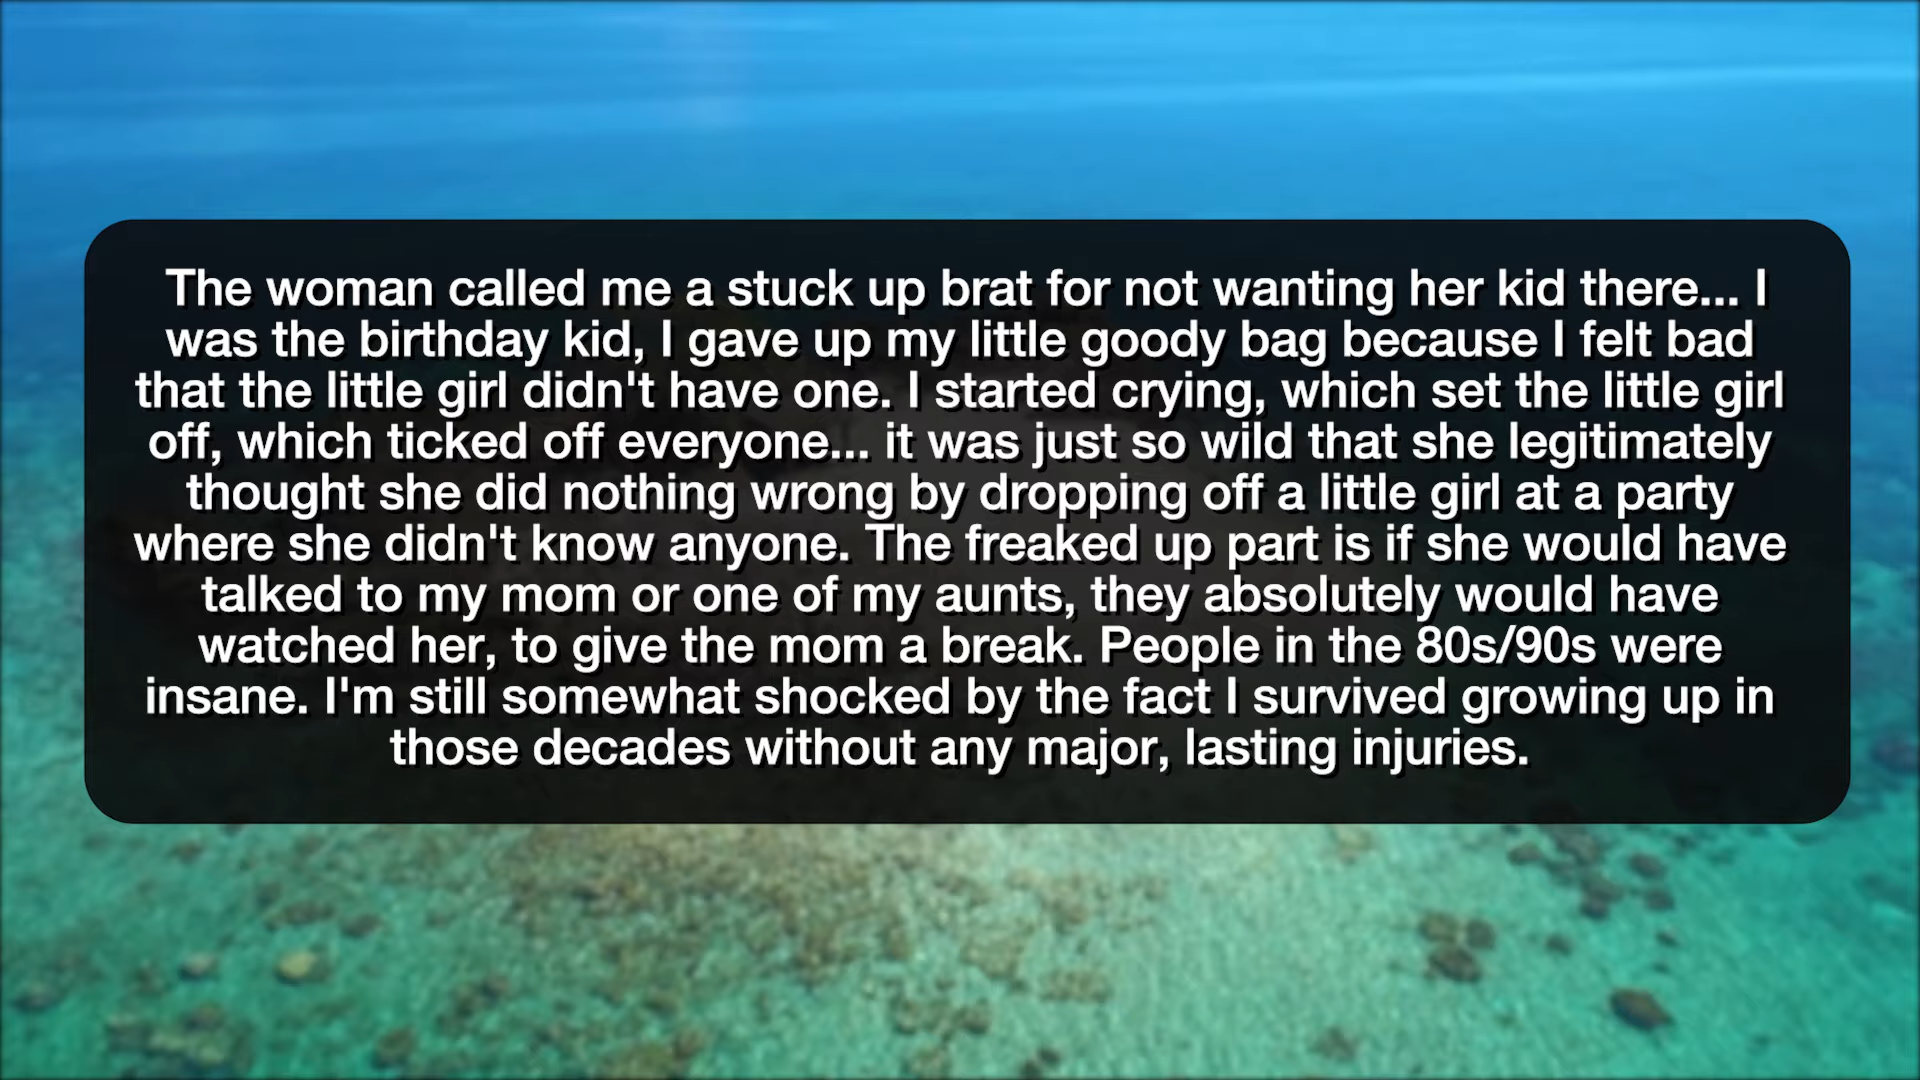 The woman called me a stuck up brat for not wanting her kid there... I
was the birthday kid, I gave up my little goody bag because I felt bad
that the little girl didn't have one. I started crying, which set the little girl
off, which ticked off everyone... it was just so wild that she legitimately
thought she did nothing wrong by dropping off a little girl at a party
where she didn't know anyone. The freaked up part is if she would have
talked to my mom or one of my aunts, they absolutely would have
watched her, to give the mom a break. People in the 80s/90s were
insane. I'm still somewhat shocked by the fact I survived growing up in
those decades without any major, lasting injuries.